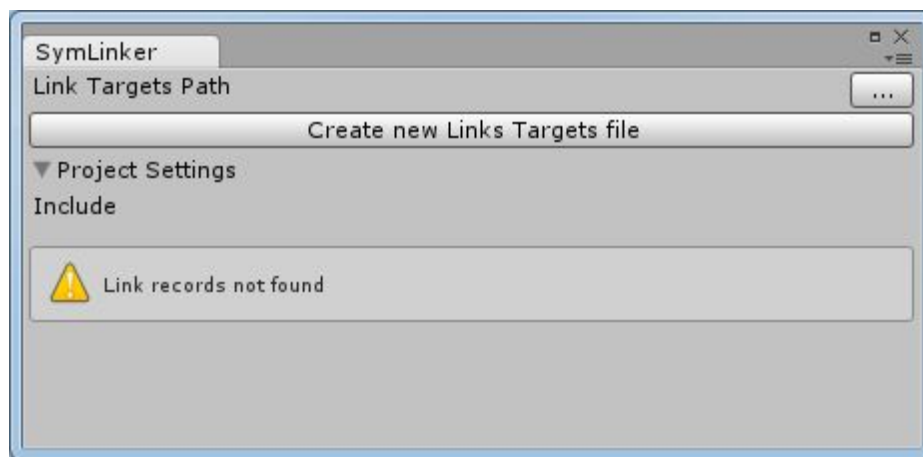 SymLinker
Link Targets Path
...
Create new Links Targets file
Project Settings
Include
Link records not found